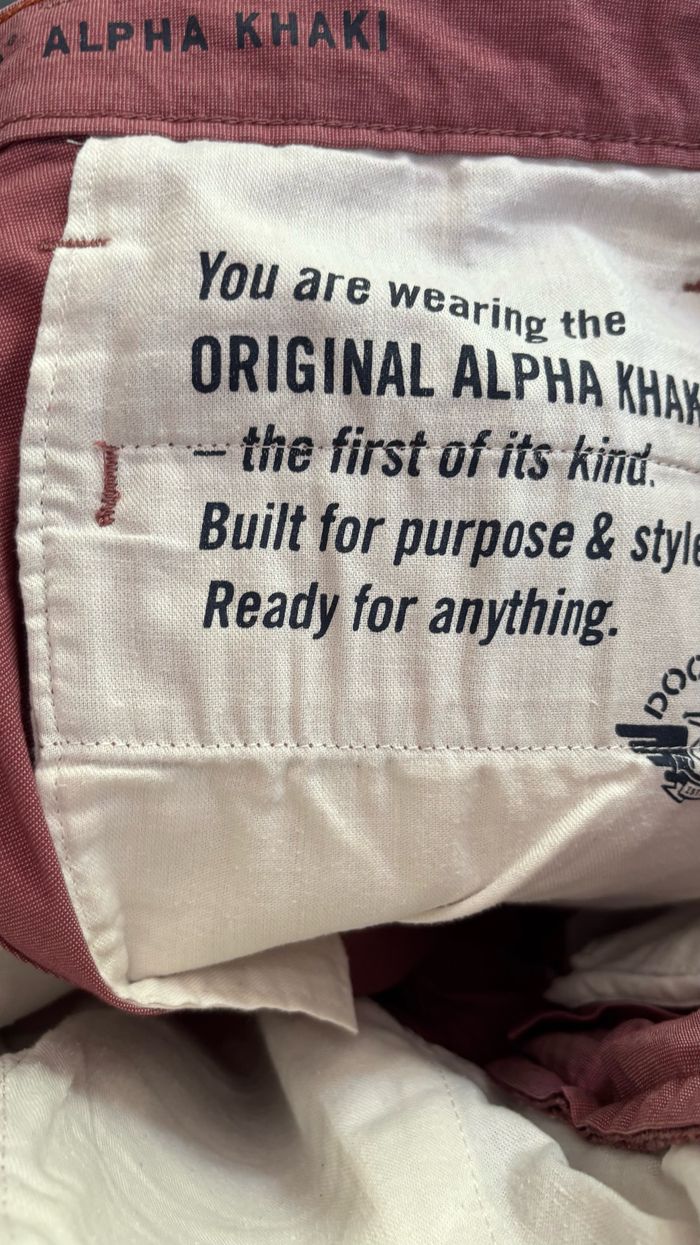 ALPHA KHAKI
You are wearing the
ORIGINAL ALPHA KHAK
– the first of its kind.
Built for purpose & style
Ready for anything.
DOC